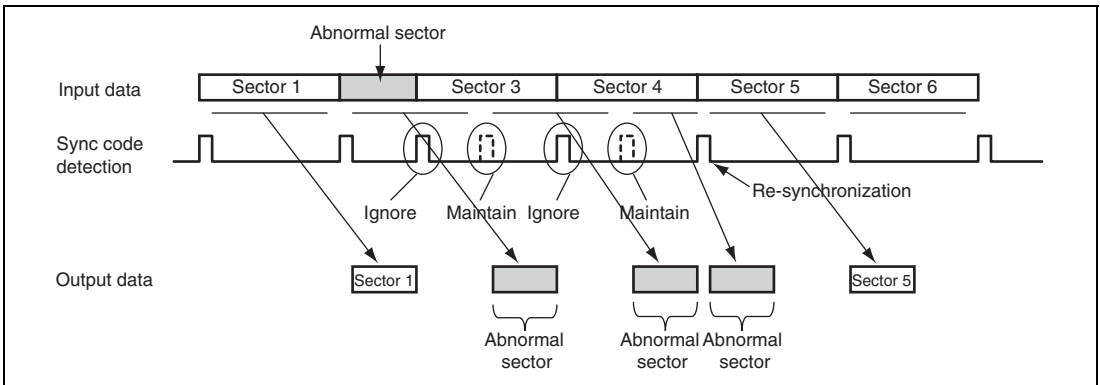 Abnormal sector
Input data
Sector 1 Sector 3 Sector 4 Sector 5 Sector 6
Sync code
detection
Re-synchronization
Ignore Maintain Ignore Maintain
Output data
Sector 1 Sector 5
Abnormal Abnormal Abnormal
sector sector sector